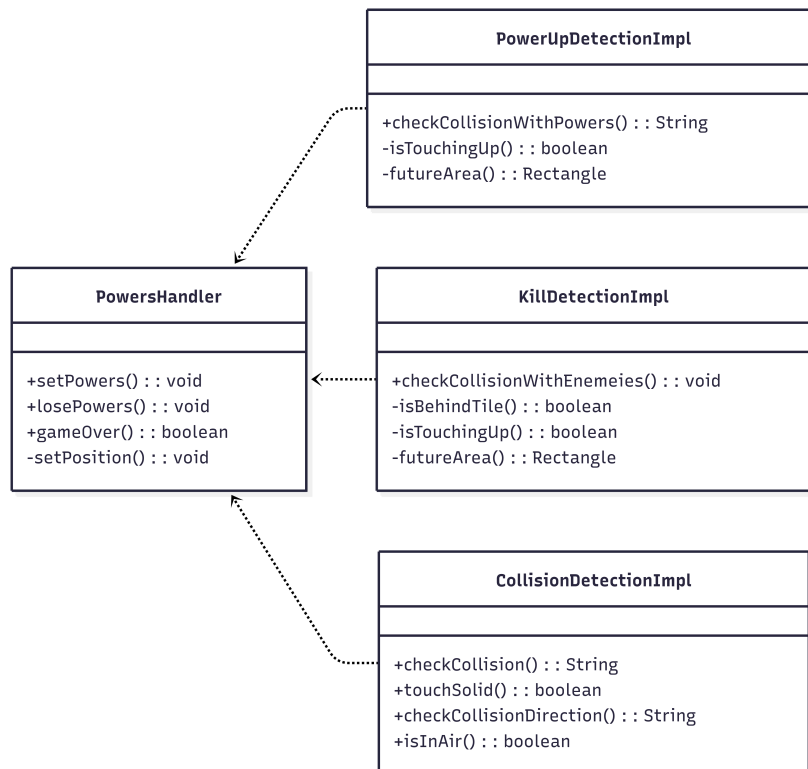 PowerUpDetectionImpl
+checkCollisionWithPowers() : : String
-isTouchingUp() : : boolean
-futureArea() : : Rectangle
PowersHandler
+setPowers() : : void
+losePowers() : : void
+gameOver() : : boolean
-setPosition() : : void
KillDetectionImpl
+checkCollisionWithEnemeies() : : void
-isBehindTile() : : boolean
-isTouchingUp() : : boolean
-futureArea() : : Rectangle
CollisionDetectionImpl
+checkCollision() : : String
+touchSolid() : : boolean
+checkCollisionDirection() : : String
+isInAir() : : boolean